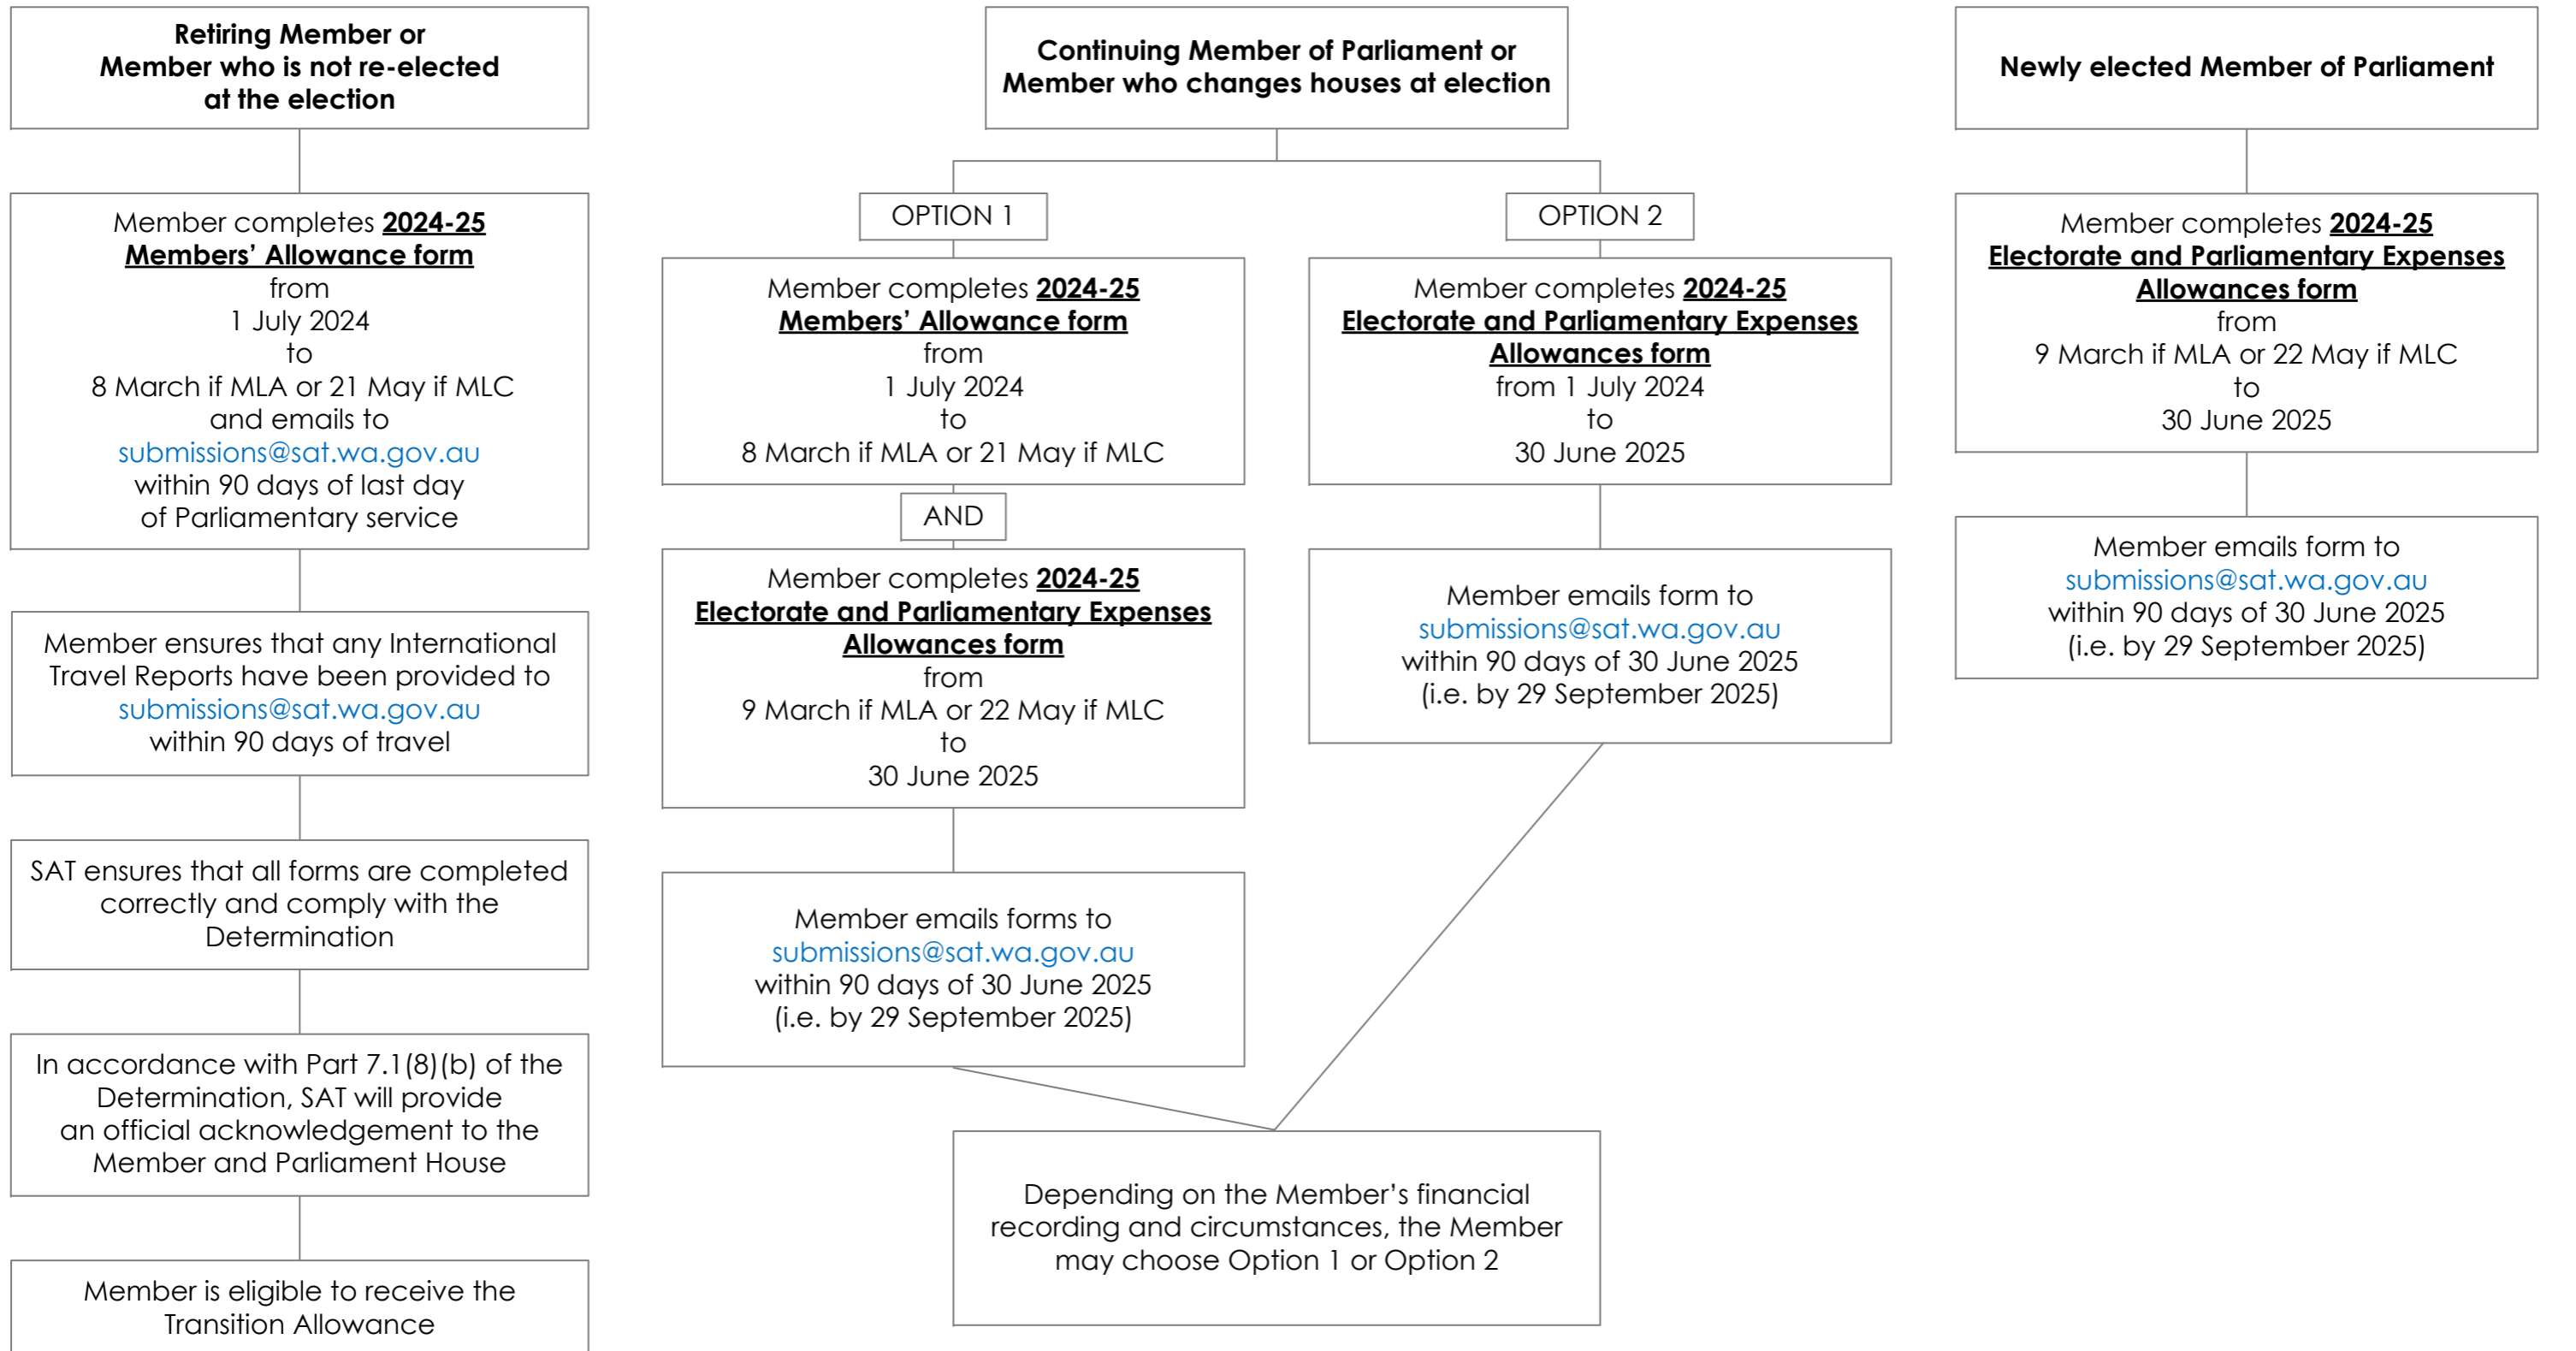 Retiring Member or
Member who is not re-elected
at the election
Member completes 2024-25
Members’ Allowance form
from
1 July 2024
to
8 March if MLA or 21 May if MLC
and emails to
submissions@sat.wa.gov.au
within 90 days of last day
of Parliamentary service
Member ensures that any International
Travel Reports have been provided to
submissions@sat.wa.gov.au
within 90 days of travel
SAT ensures that all forms are completed
correctly and comply with the
Determination
In accordance with Part 7.1(8)(b) of the
Determination, SAT will provide
an official acknowledgement to the
Member and Parliament House
Member is eligible to receive the
Transition Allowance
Continuing Member of Parliament or
Member who changes houses at election
OPTION 1
Member completes 2024-25
Members’ Allowance form
from
1 July 2024
to
8 March if MLA or 21 May if MLC
AND
Member completes 2024-25
Electorate and Parliamentary Expenses
Allowances form
from
9 March if MLA or 22 May if MLC
to
30 June 2025
Member emails forms to
submissions@sat.wa.gov.au
within 90 days of 30 June 2025
(i.e. by 29 September 2025)
OPTION 2
Member completes 2024-25
Electorate and Parliamentary Expenses
Allowances form
from 1 July 2024
to
30 June 2025
Member emails form to
submissions@sat.wa.gov.au
within 90 days of 30 June 2025
(i.e. by 29 September 2025)
Depending on the Member’s financial
recording and circumstances, the Member
may choose Option 1 or Option 2
Newly elected Member of Parliament
Member completes 2024-25
Electorate and Parliamentary Expenses
Allowances form
from
9 March if MLA or 22 May if MLC
to
30 June 2025
Member emails form to
submissions@sat.wa.gov.au
within 90 days of 30 June 2025
(i.e. by 29 September 2025)